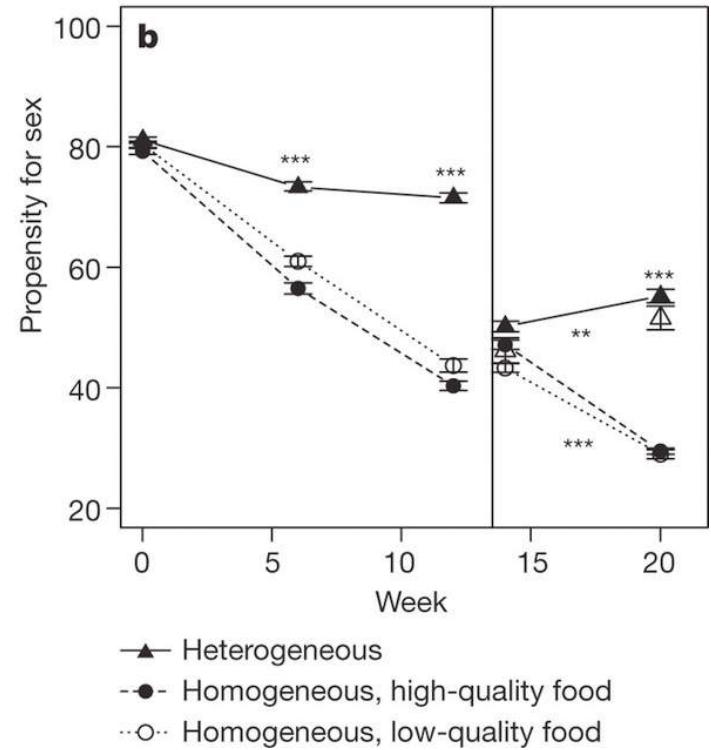 b
100
80
60
40
20
Propensity for sex
***
***
***
**
***
0 5 10 15 20
Week
Heterogeneous
Homogeneous, high-quality food
Homogeneous, low-quality food